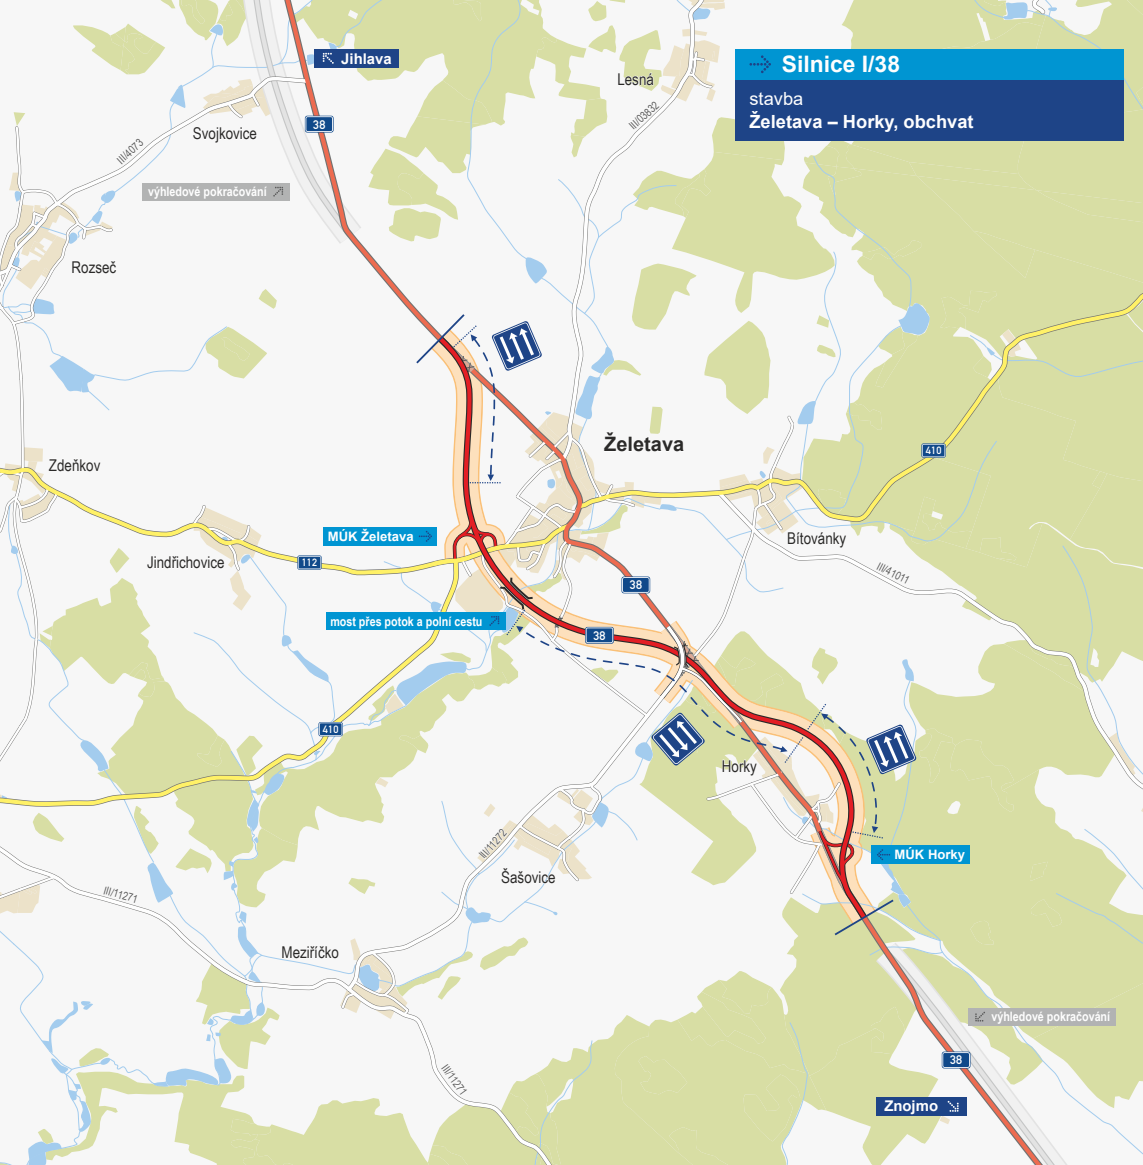 Jihlava
Silnice I/38
stavba
Želetava – Horky, obchvat
Lesná
III/03832
38
Svojkovice
III/4073
výhledové pokračování
Rozseč
Želetava
410
Zdeňkov
MÚK Želetava
Bítovánky
Jindřichovice
112
III/41011
38
most přes potok a polní cestu
38
410
Horky
III/11272
MÚK Horky
Šašovice
III/11271
Meziříčko
výhledové pokračování
38
III/11271
Znojmo